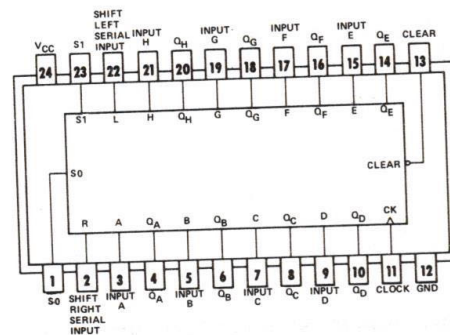 SHIFT
LEFT
SERIAL
INPUT
VCC
S1
INPUT
H
QH
INPUT
G
QG
INPUT
F
QF
INPUT
E
QE
CLEAR
24 23 22 21 20 19 18 17 16 15 14 13
S1 L H QH G QG F QF E QE
S0
CLEAR
R A QA B QB C QC D QD CK
1 2 3 4 5 6 7 8 9 10 11 12
S0
SHIFT
RIGHT
SERIAL
INPUT
INPUT
A
QA
INPUT
B
QB
INPUT
C
QC
INPUT
D
QD
CLOCK
GND